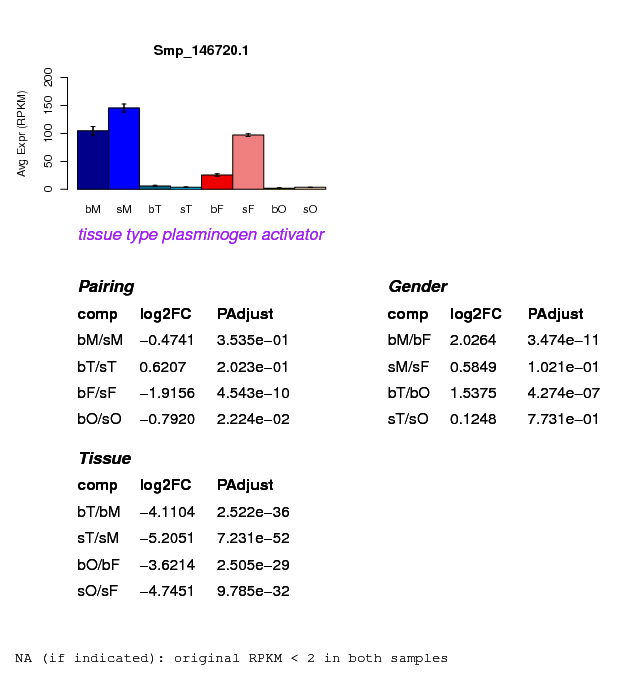 Smp_146720.1
Avg Expr (RPKM)
200
150
100
50
0
bM sM bT sT bF sF bO sO
tissue type plasminogen activator
Pairing
comp log2FC PAdjust
bM/sM −0.4741 3.535e−01
bT/sT 0.6207 2.023e−01
bF/sF −1.9156 4.543e−10
bO/sO −0.7920 2.224e−02
Gender
comp log2FC PAdjust
bM/bF 2.0264 3.474e−11
sM/sF 0.5849 1.021e−01
bT/bO 1.5375 4.274e−07
sT/sO 0.1248 7.731e−01
Tissue
comp log2FC PAdjust
bT/bM −4.1104 2.522e−36
sT/sM −5.2051 7.231e−52
bO/bF −3.6214 2.505e−29
sO/sF −4.7451 9.785e−32
NA (if indicated): original RPKM < 2 in both samples